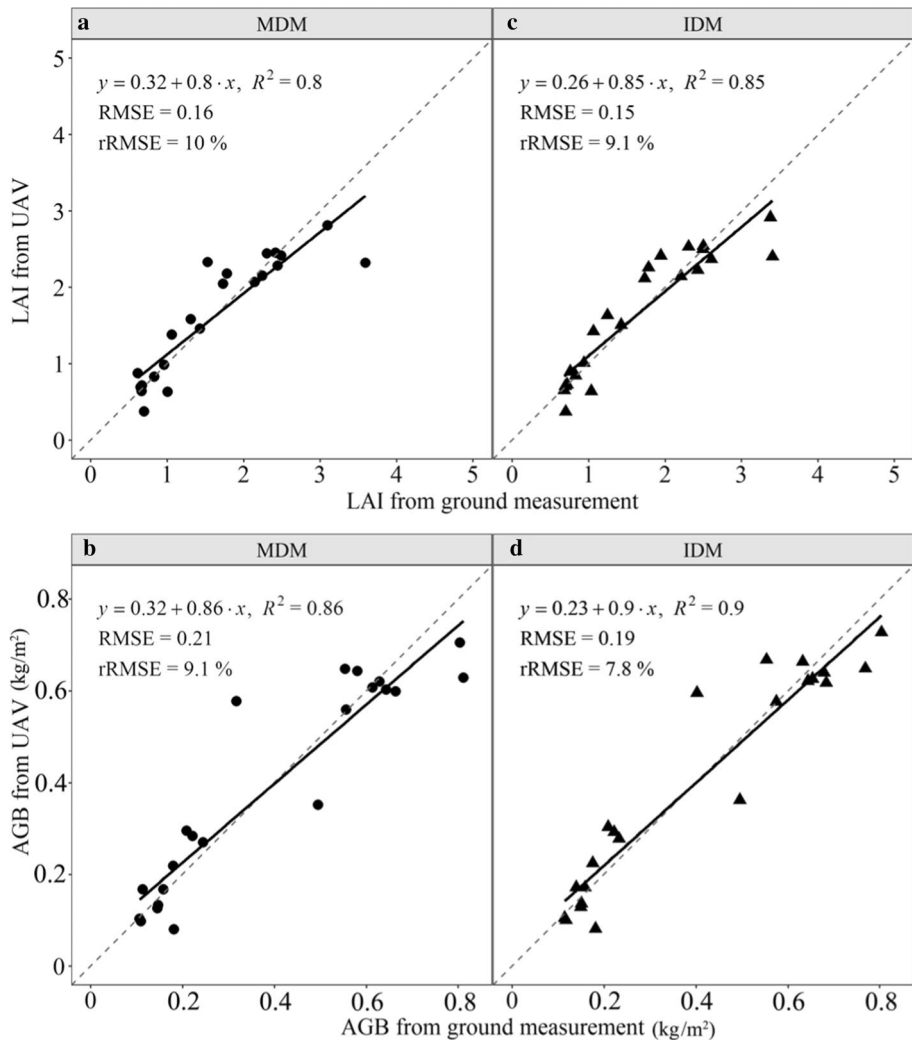 a
MDM
c
IDM
y = 0.32 + 0.8 · x, R² = 0.8
RMSE = 0.16
rRMSE = 10 %
y = 0.26 + 0.85 · x, R² = 0.85
RMSE = 0.15
rRMSE = 9.1 %
LAI from UAV
5
4
3
2
1
0
0 1 2 3 4 5 0 1 2 3 4 5
LAI from ground measurement
b
MDM
d
IDM
y = 0.32 + 0.86 · x, R² = 0.86
RMSE = 0.21
rRMSE = 9.1 %
y = 0.23 + 0.9 · x, R² = 0.9
RMSE = 0.19
rRMSE = 7.8 %
AGB from UAV (kg/m²)
0.8
0.6
0.4
0.2
0
0 0.2 0.4 0.6 0.8 0 0.2 0.4 0.6 0.8
AGB from ground measurement (kg/m²)